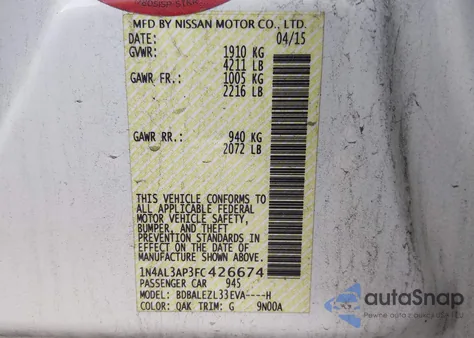 MFD BY NISSAN MOTOR CO., LTD.
DATE: 04/15
GVWR: 1910 KG
4211 LB
GAWR FR.: 1005 KG
2216 LB
GAWR RR.: 940 KG
2072 LB
THIS VEHICLE CONFORMS TO
ALL APPLICABLE FEDERAL
MOTOR VEHICLE SAFETY,
BUMPER, AND THEFT
PREVENTION STANDARDS IN
EFFECT ON THE DATE OF
MANUFACTURE SHOWN ABOVE.
1N4AL3AP3FC426674
PASSENGER CAR 945
MODEL: BDBALEZL33EVA----H
COLOR: QAK TRIM: G 9N00A
autoSnap
Pewne auto z